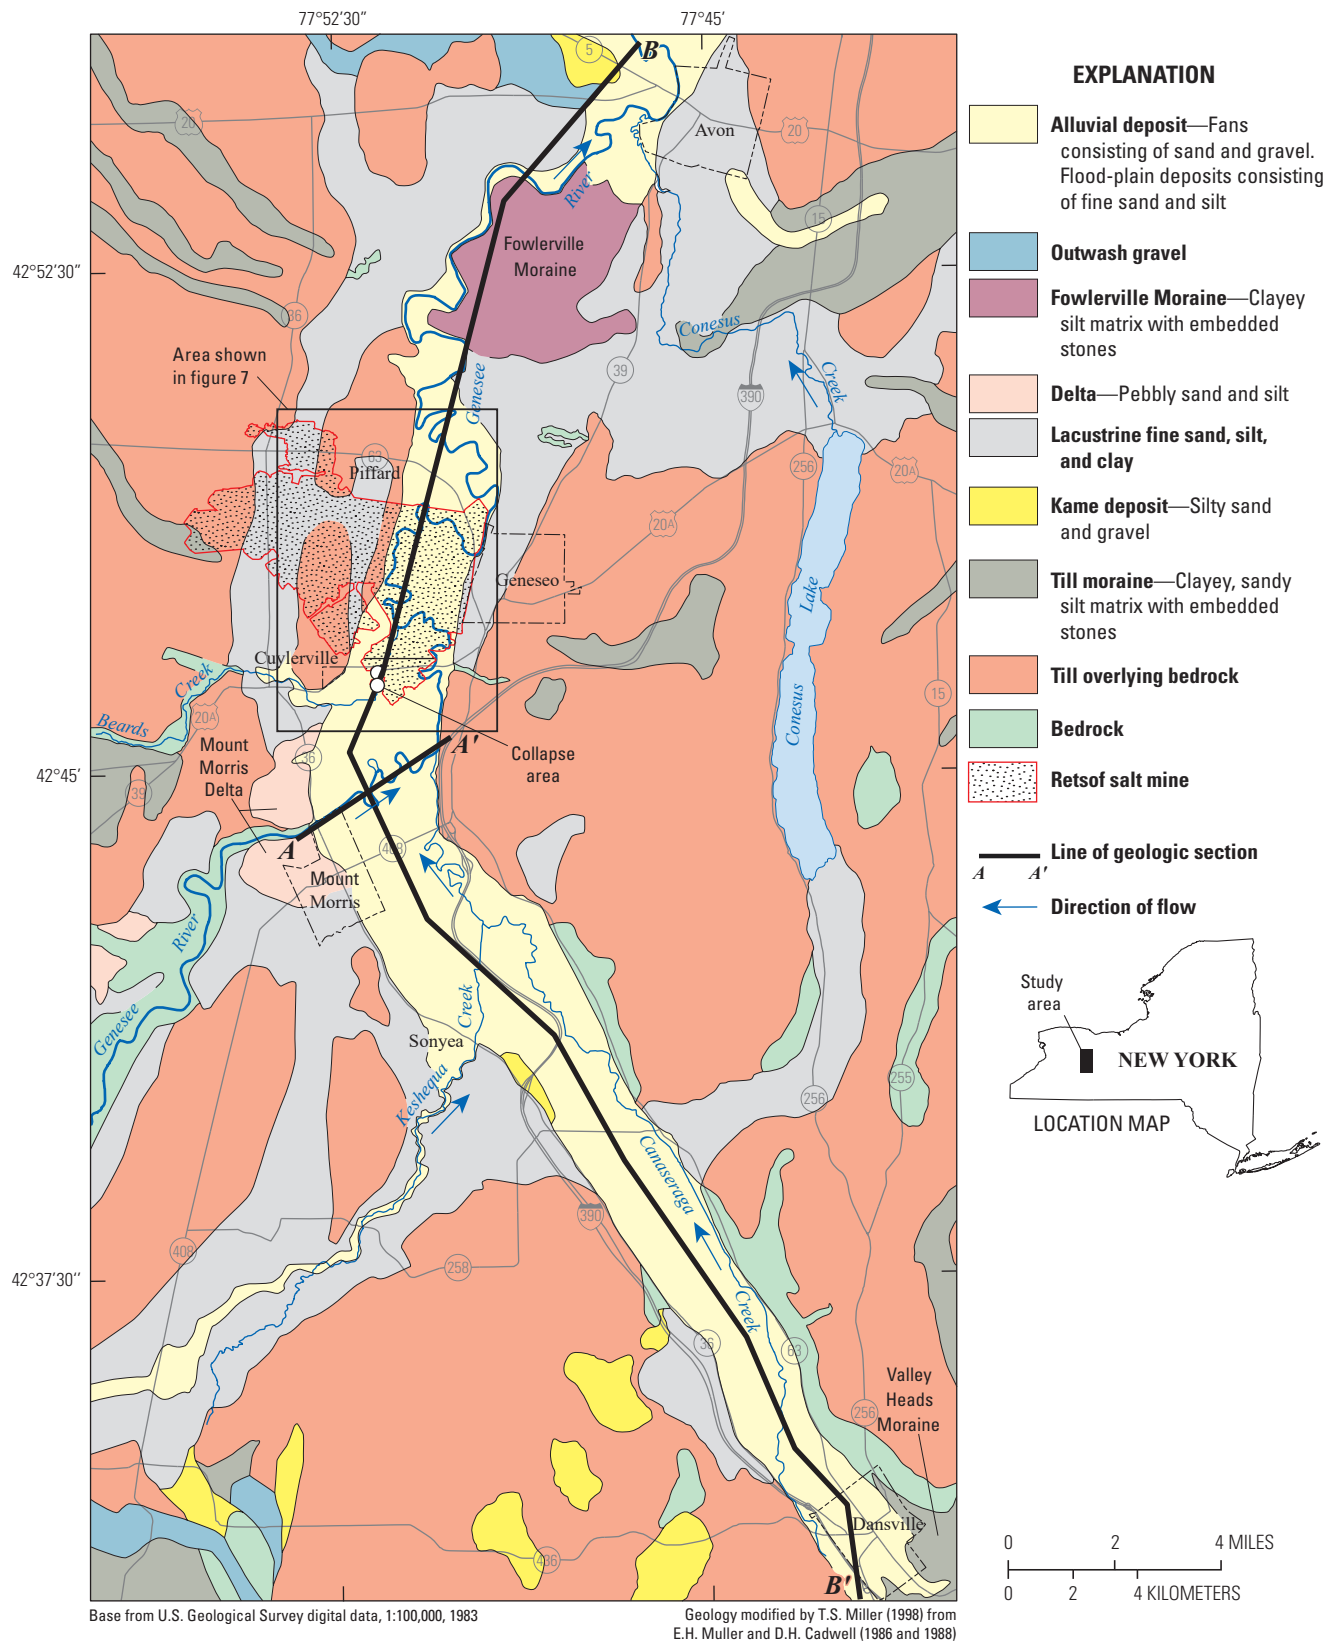 77°52'30"
77°45'
B
5
Avon
20
20
River
15
Fowlerville
Moraine
42°52'30"
36
Conesus
Area shown
in figure 7
39
Genesee
390
Creek
63
Piffard
256
20A
20A
Geneseo
Lake
Cuylerville
Creek
20A
Beards
15
Conesus
Mount
Morris
Delta
36
A'
Collapse
area
42°45'
39
A
408
Mount
Morris
River
Genesee
Creek
Sonyea
255
Keshequa
256
Canaseraga
390
408
258
42°37'30"
Creek
36
63
Valley
Heads
Moraine
256
Dansville
436
B'
Base from U.S. Geological Survey digital data, 1:100,000, 1983
Geology modified by T.S. Miller (1998) from
E.H. Muller and D.H. Cadwell (1986 and 1988)
EXPLANATION
Alluvial deposit—Fans
consisting of sand and gravel.
Flood-plain deposits consisting
of fine sand and silt
Outwash gravel
Fowlerville Moraine—Clayey
silt matrix with embedded
stones
Delta—Pebbly sand and silt
Lacustrine fine sand, silt,
and clay
Kame deposit—Silty sand
and gravel
Till moraine—Clayey, sandy
silt matrix with embedded
stones
Till overlying bedrock
Bedrock
Retsof salt mine
Line of geologic section
A A'
Direction of flow
Study
area
NEW YORK
LOCATION MAP
0 2 4 MILES
0 2 4 KILOMETERS